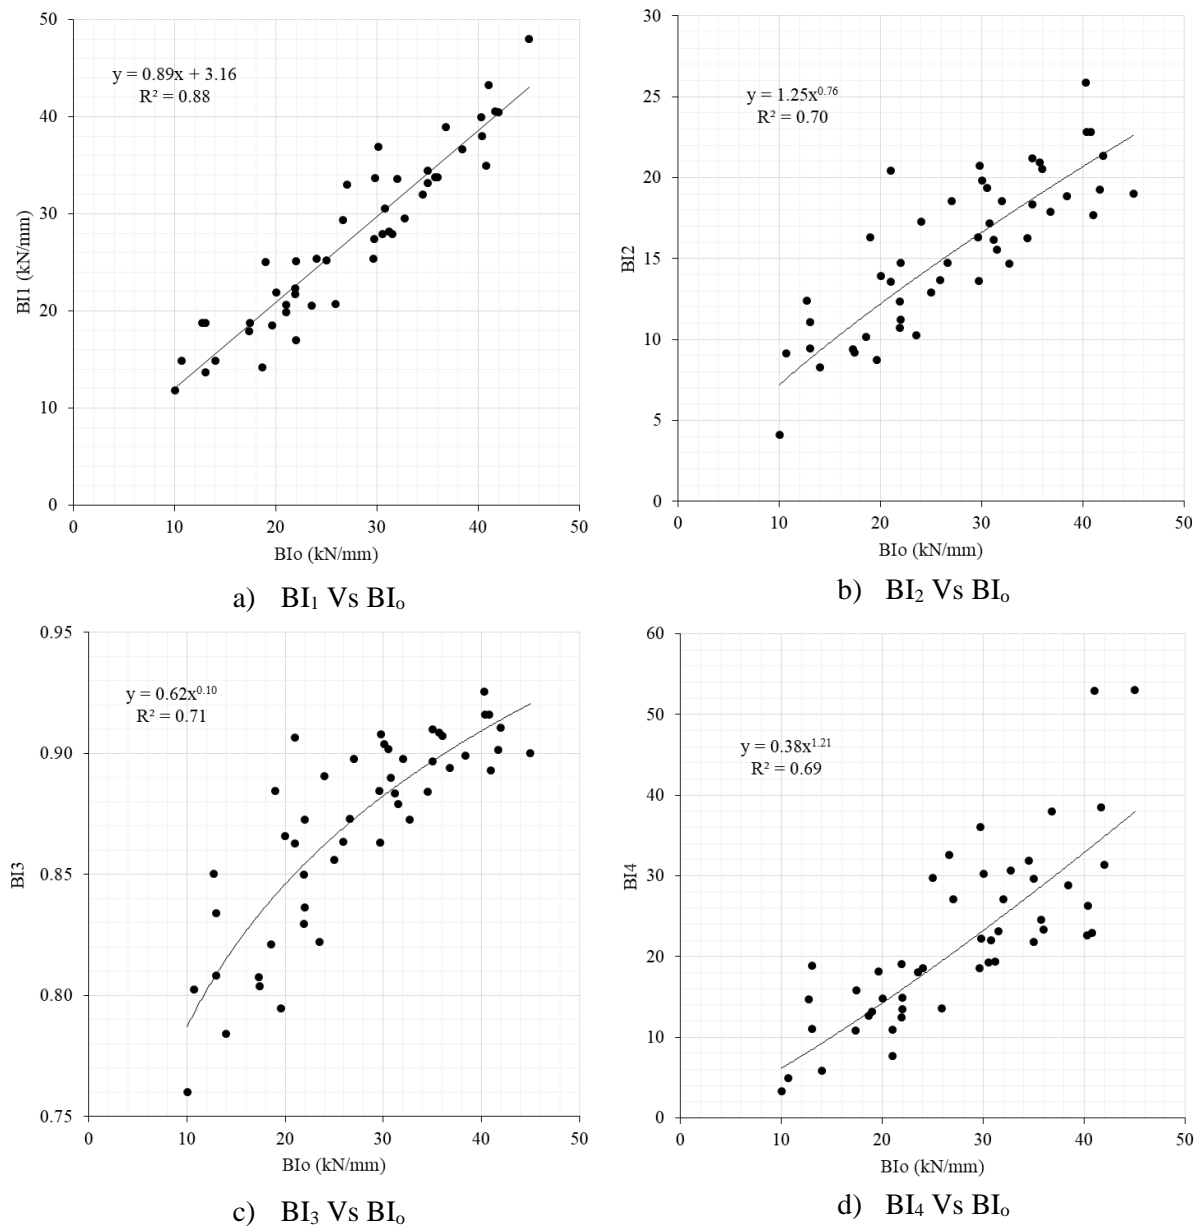 50
40
30
20
10
0
BI1 (kN/mm)
y = 0.89x + 3.16
R² = 0.88
0 10 20 30 40 50
BIo (kN/mm)
a) BI₁ Vs BIₒ
30
25
20
15
10
5
0
BI2
y = 1.25x^0.76
R² = 0.70
0 10 20 30 40 50
BIo (kN/mm)
b) BI₂ Vs BIₒ
0.95
0.90
0.85
0.80
0.75
BI3
y = 0.62x^0.10
R² = 0.71
0 10 20 30 40 50
BIo (kN/mm)
c) BI₃ Vs BIₒ
60
50
40
30
20
10
0
BI4
y = 0.38x^1.21
R² = 0.69
0 10 20 30 40 50
BIo (kN/mm)
d) BI₄ Vs BIₒ